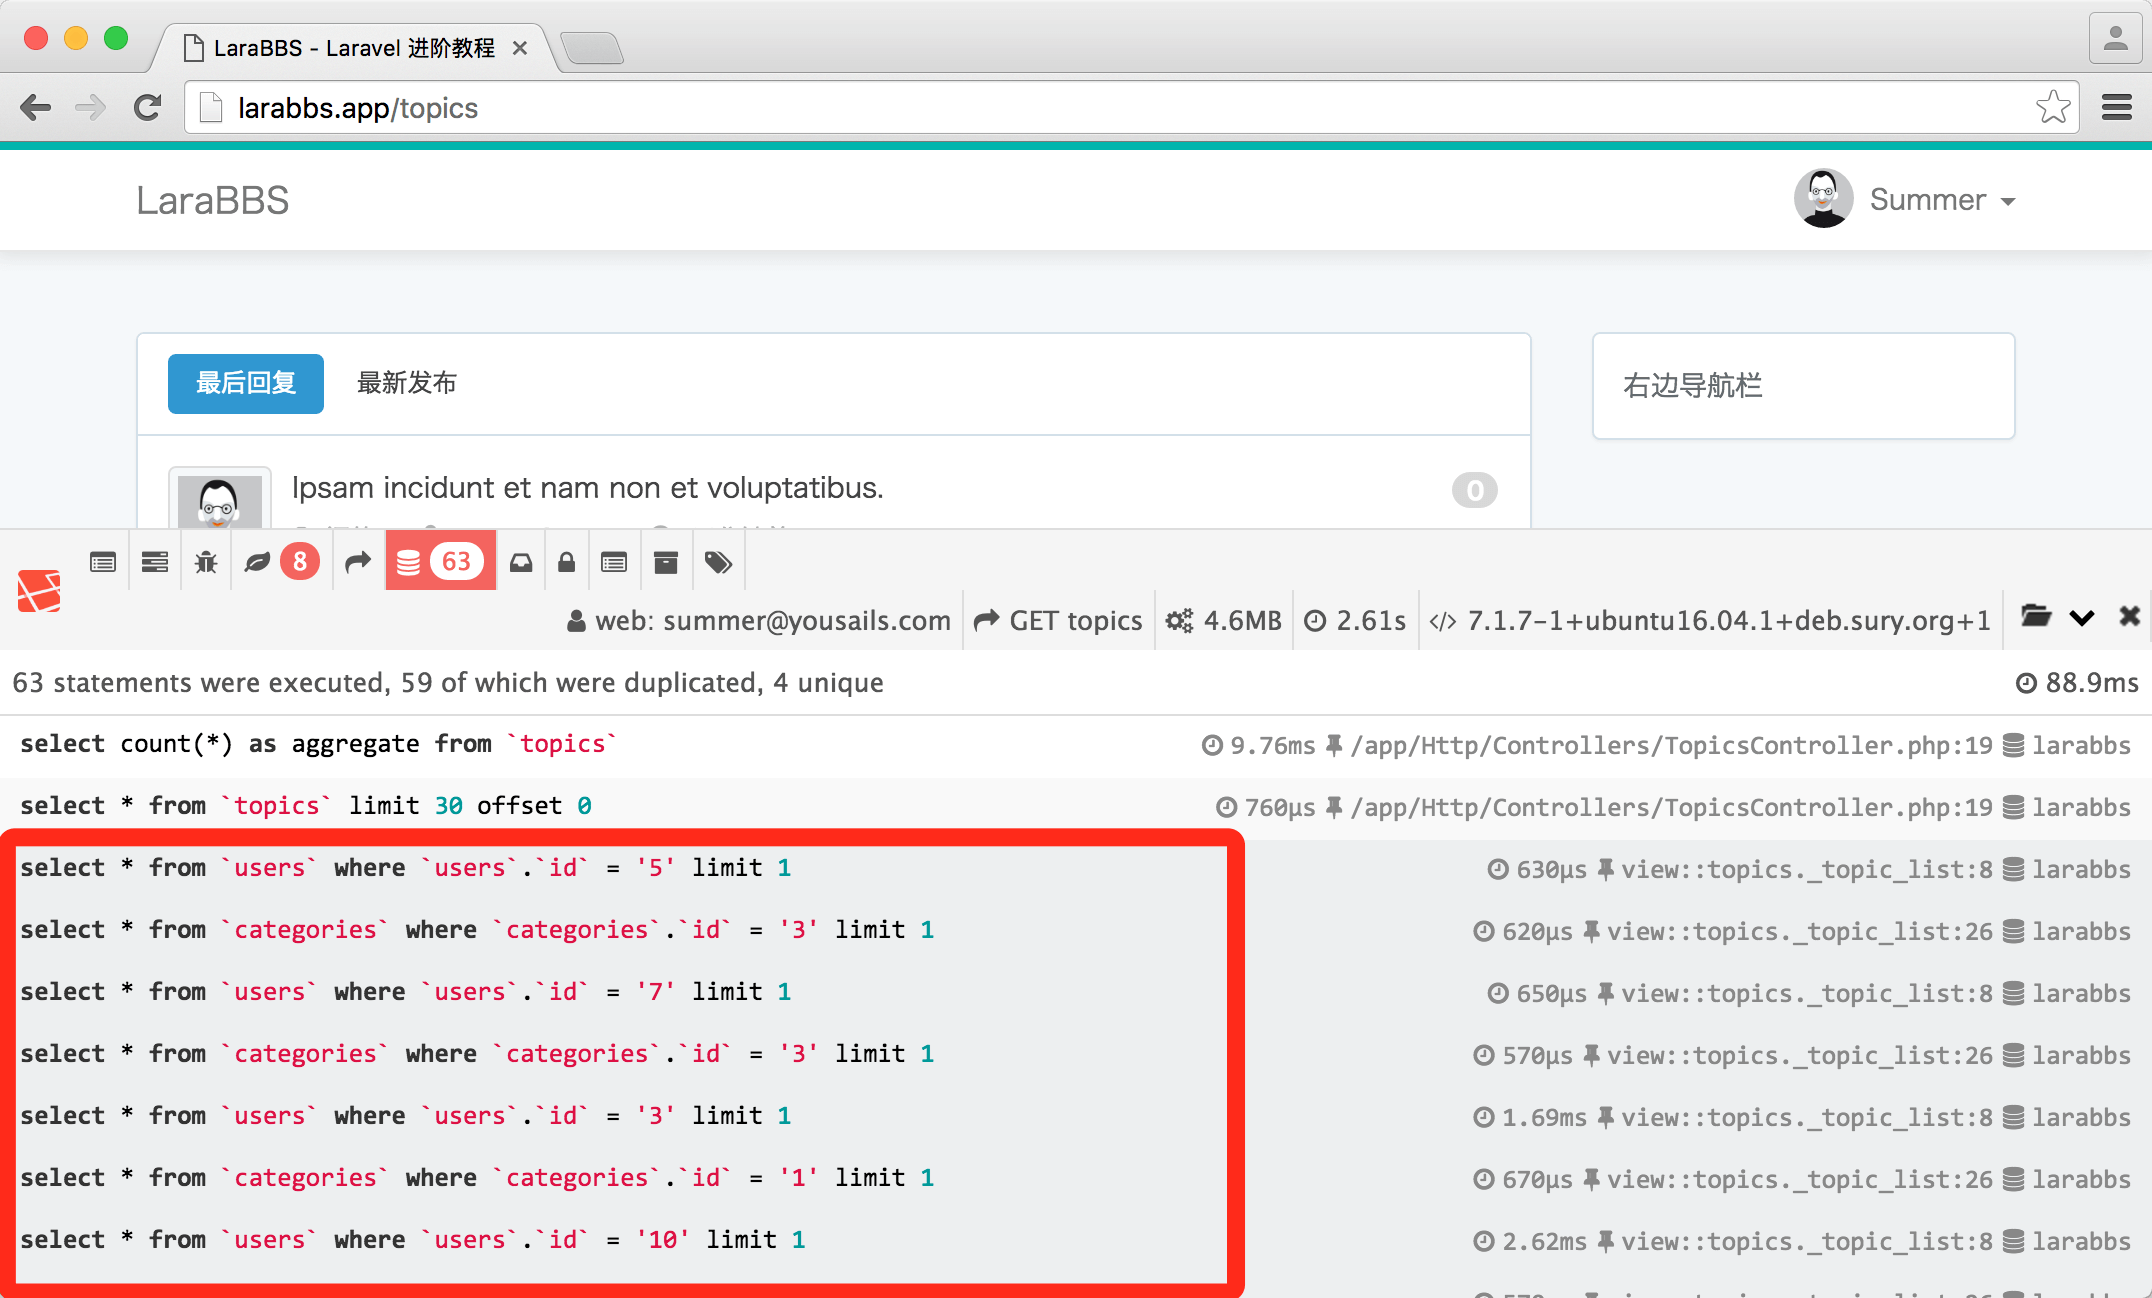 LaraBBS - Laravel 进阶教程
larabbs.app/topics
LaraBBS
Summer
最后回复 最新发布
右边导航栏
Ipsam incidunt et nam non et voluptatibus.
0
8
63
web: summer@yousails.com GET topics 4.6MB 2.61s 7.1.7-1+ubuntu16.04.1+deb.sury.org+1
63 statements were executed, 59 of which were duplicated, 4 unique 88.9ms
select count(*) as aggregate from `topics` 9.76ms /app/Http/Controllers/TopicsController.php:19 larabbs
select * from `topics` limit 30 offset 0 760μs /app/Http/Controllers/TopicsController.php:19 larabbs
select * from `users` where `users`.`id` = '5' limit 1 630μs view::topics._topic_list:8 larabbs
select * from `categories` where `categories`.`id` = '3' limit 1 620μs view::topics._topic_list:26 larabbs
select * from `users` where `users`.`id` = '7' limit 1 650μs view::topics._topic_list:8 larabbs
select * from `categories` where `categories`.`id` = '3' limit 1 570μs view::topics._topic_list:26 larabbs
select * from `users` where `users`.`id` = '3' limit 1 1.69ms view::topics._topic_list:8 larabbs
select * from `categories` where `categories`.`id` = '1' limit 1 670μs view::topics._topic_list:26 larabbs
select * from `users` where `users`.`id` = '10' limit 1 2.62ms view::topics._topic_list:8 larabbs